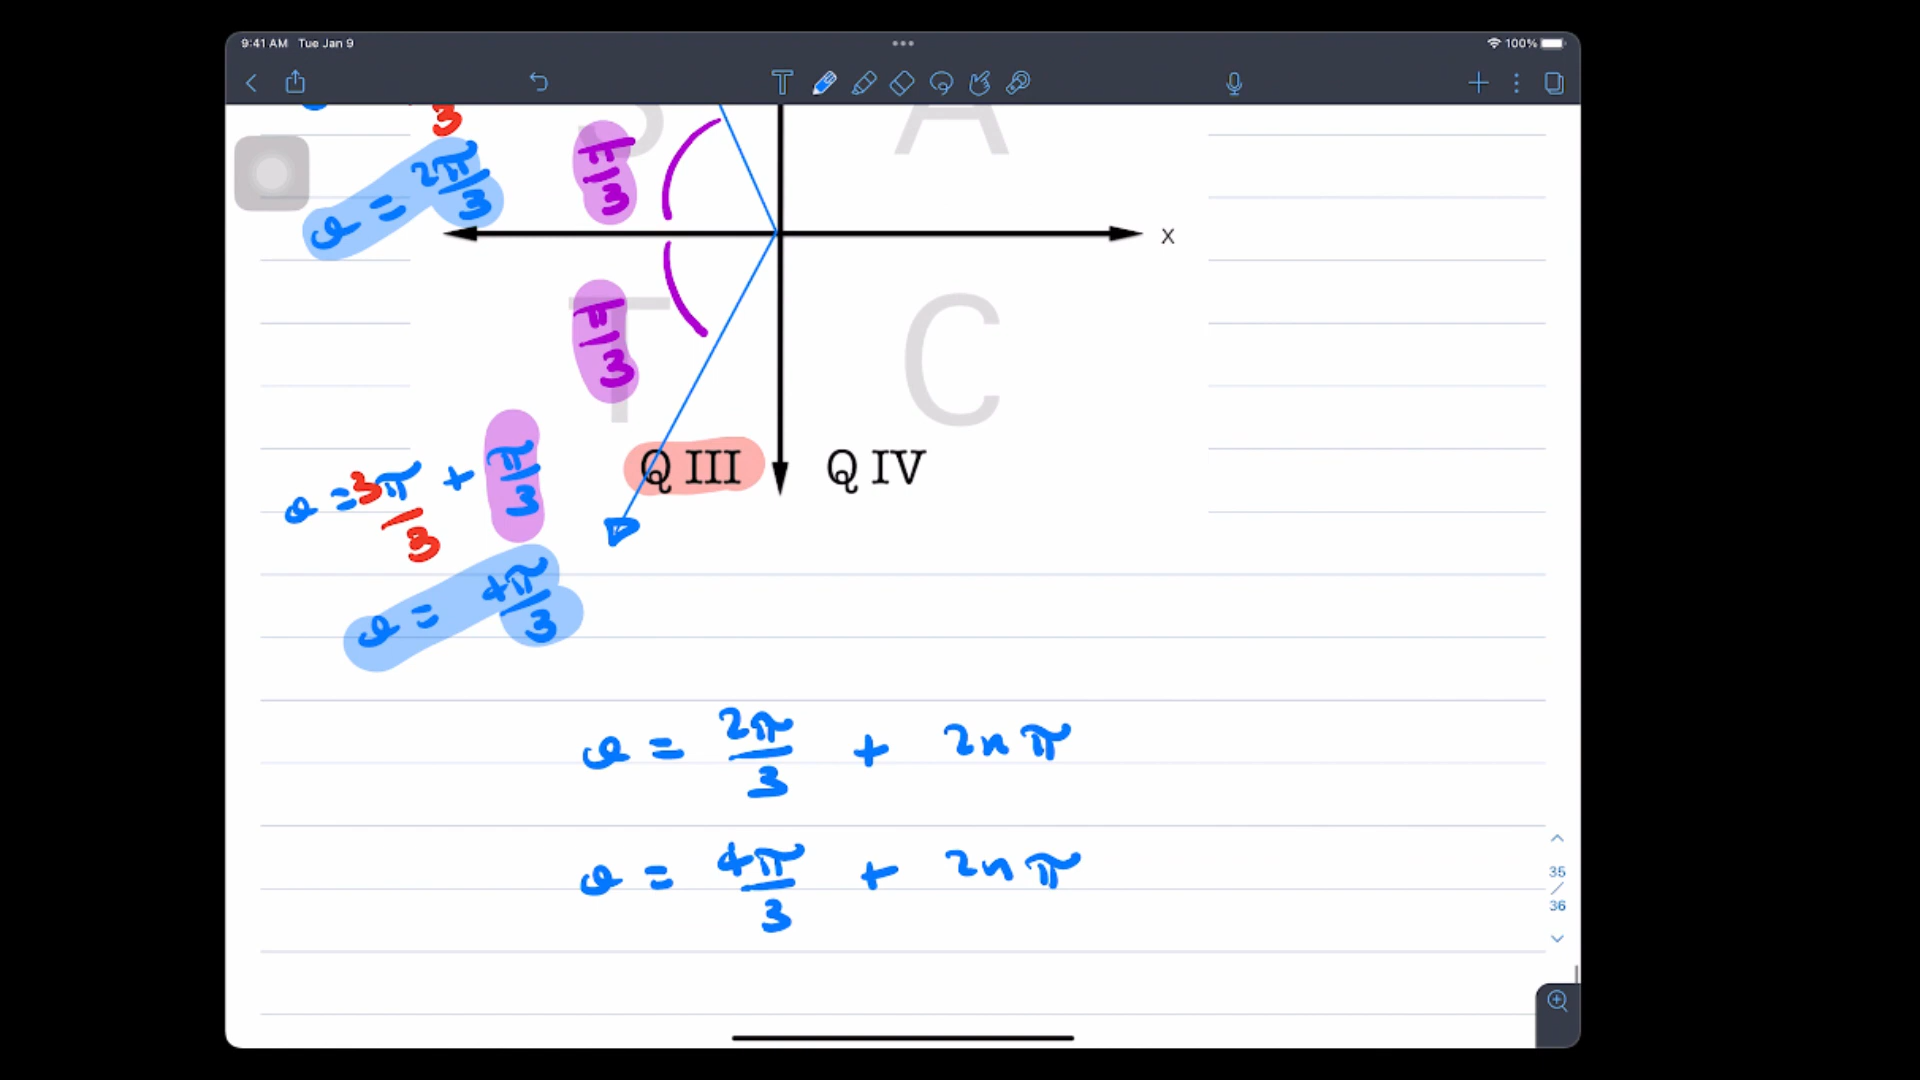 9:41 AM Tue Jan 9
100%
S A
3
π/3
θ = 2π/3
x
π/3
T C
Q III Q IV
θ = 3π/3 + π/3
θ = 4π/3
θ = 2π/3 + 2nπ
θ = 4π/3 + 2nπ
35
/
36